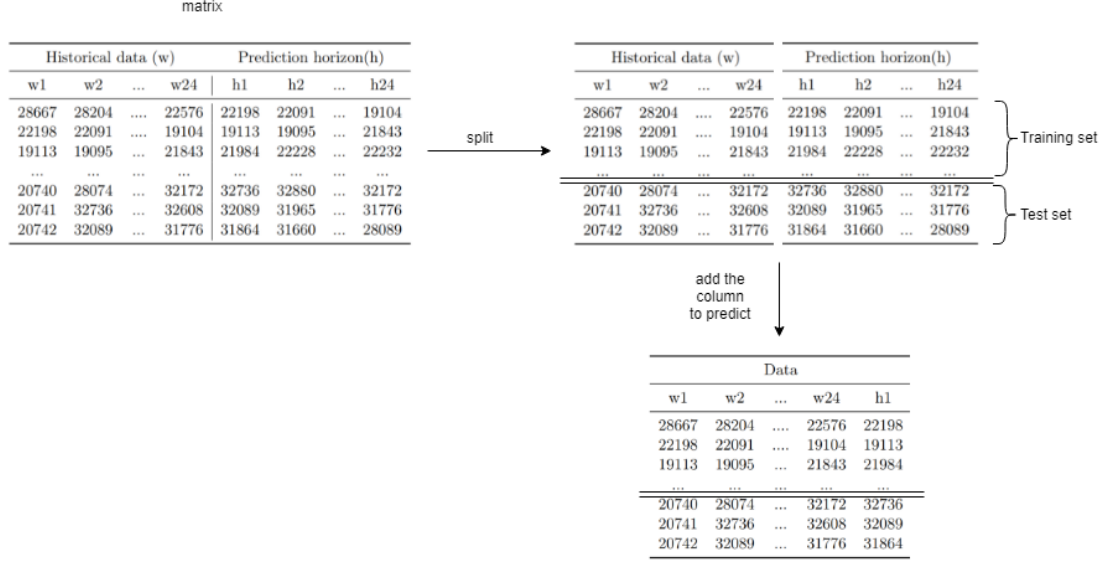 matrix
Historical data (w) Prediction horizon(h)
w1 w2 ... w24 h1 h2 ... h24
28667 28204 .... 22576 22198 22091 ... 19104
22198 22091 .... 19104 19113 19095 ... 21843
19113 19095 ... 21843 21984 22228 ... 22232
... ... ... ... ... ... ... ...
20740 28074 ... 32172 32736 32880 ... 32172
20741 32736 ... 32608 32089 31965 ... 31776
20742 32089 ... 31776 31864 31660 ... 28089
split
Historical data (w) Prediction horizon(h)
w1 w2 ... w24 h1 h2 ... h24
28667 28204 .... 22576 22198 22091 ... 19104
22198 22091 .... 19104 19113 19095 ... 21843
19113 19095 ... 21843 21984 22228 ... 22232
... ... ... ... ... ... ... ...
20740 28074 ... 32172 32736 32880 ... 32172
20741 32736 ... 32608 32089 31965 ... 31776
20742 32089 ... 31776 31864 31660 ... 28089
Training set
Test set
add the
column
to predict
Data
w1 w2 ... w24 h1
28667 28204 .... 22576 22198
22198 22091 .... 19104 19113
19113 19095 ... 21843 21984
... ... ... ... ...
20740 28074 ... 32172 32736
20741 32736 ... 32608 32089
20742 32089 ... 31776 31864